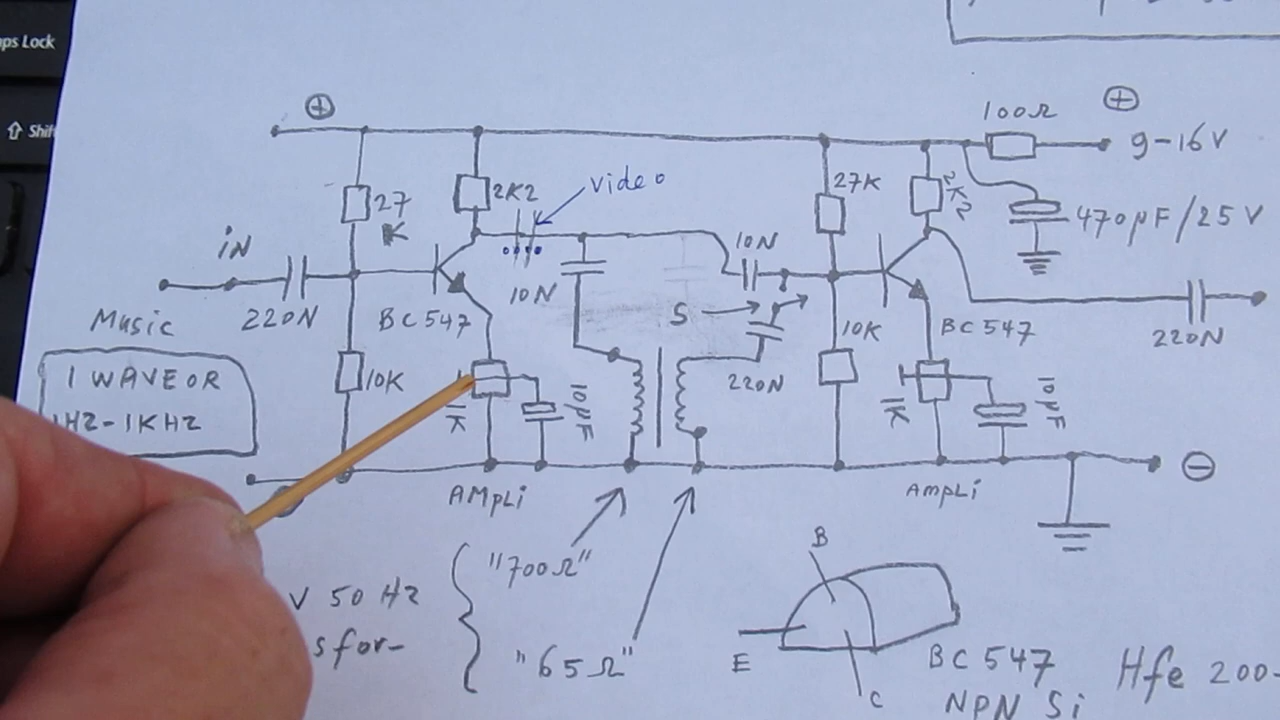 ps Lock
Shif
⊕
100Ω
⊕
9-16V
27
K
2K2
video
27K
2K2
470µF/25V
iN
10N
10N
Music
220N
BC547
S
10K
BC547
220N
1 WAVE OR
1HZ-1KHZ
10K
1K
10µF
220N
1K
10µF
AMpLi
AmpLi
⊖
V 50 HZ
"700Ω"
sfor-
"65Ω"
B
E
C
BC547
NPN Si
Hfe 200-